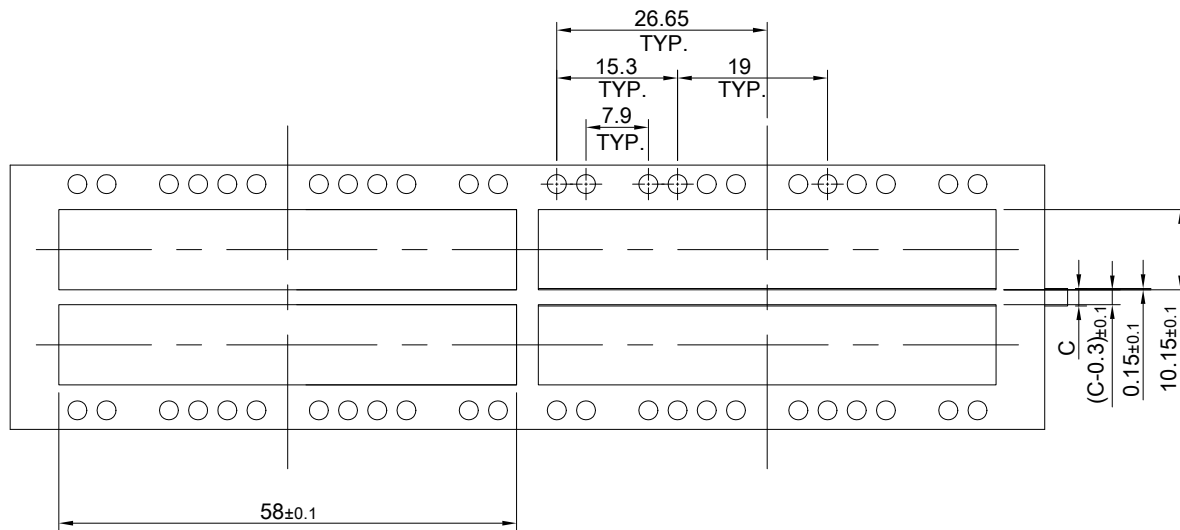 26.65
TYP.
15.3
TYP.
19
TYP.
7.9
TYP.
C
(C-0.3)±0.1
0.15±0.1
10.15±0.1
58±0.1